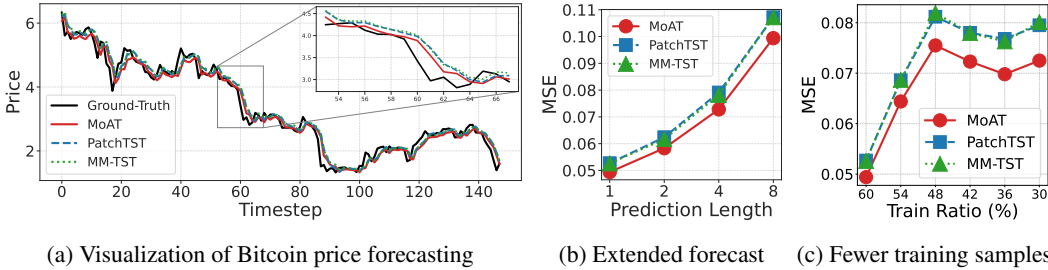 6
4
2
Price
0
20
40
60
80
100
120
140
Timestep
Ground-Truth
MoAT
PatchTST
MM-TST
4.5
4.0
3.5
3.0
54
56
58
60
62
64
66
(a) Visualization of Bitcoin price forecasting
0.11
0.10
0.09
0.08
0.07
0.06
0.05
MSE
1
2
4
8
Prediction Length
MoAT
PatchTST
MM-TST
(b) Extended forecast
0.08
0.07
0.06
0.05
MSE
60
54
48
42
36
30
Train Ratio (%)
MoAT
PatchTST
MM-TST
(c) Fewer training samples